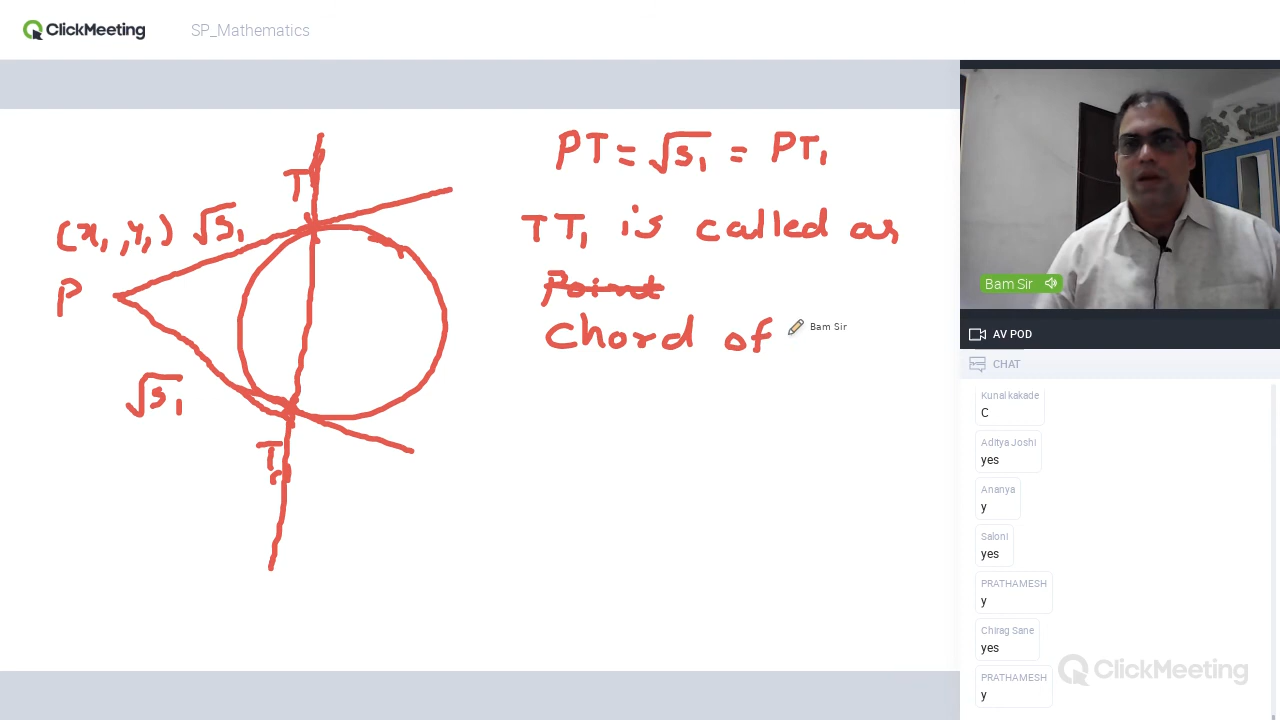 ClickMeeting
SP_Mathematics
PT = √S₁ = PT₁
T
(x₁, y₁) √S₁
TT₁ is called as
P
Point
Chord of
Bam Sir
√S₁
T₁
Bam Sir
AV POD
CHAT
Kunal kakade
C
Aditya Joshi
yes
Ananya
y
Saloni
yes
PRATHAMESH
y
Chirag Sane
yes
PRATHAMESH
y
ClickMeeting